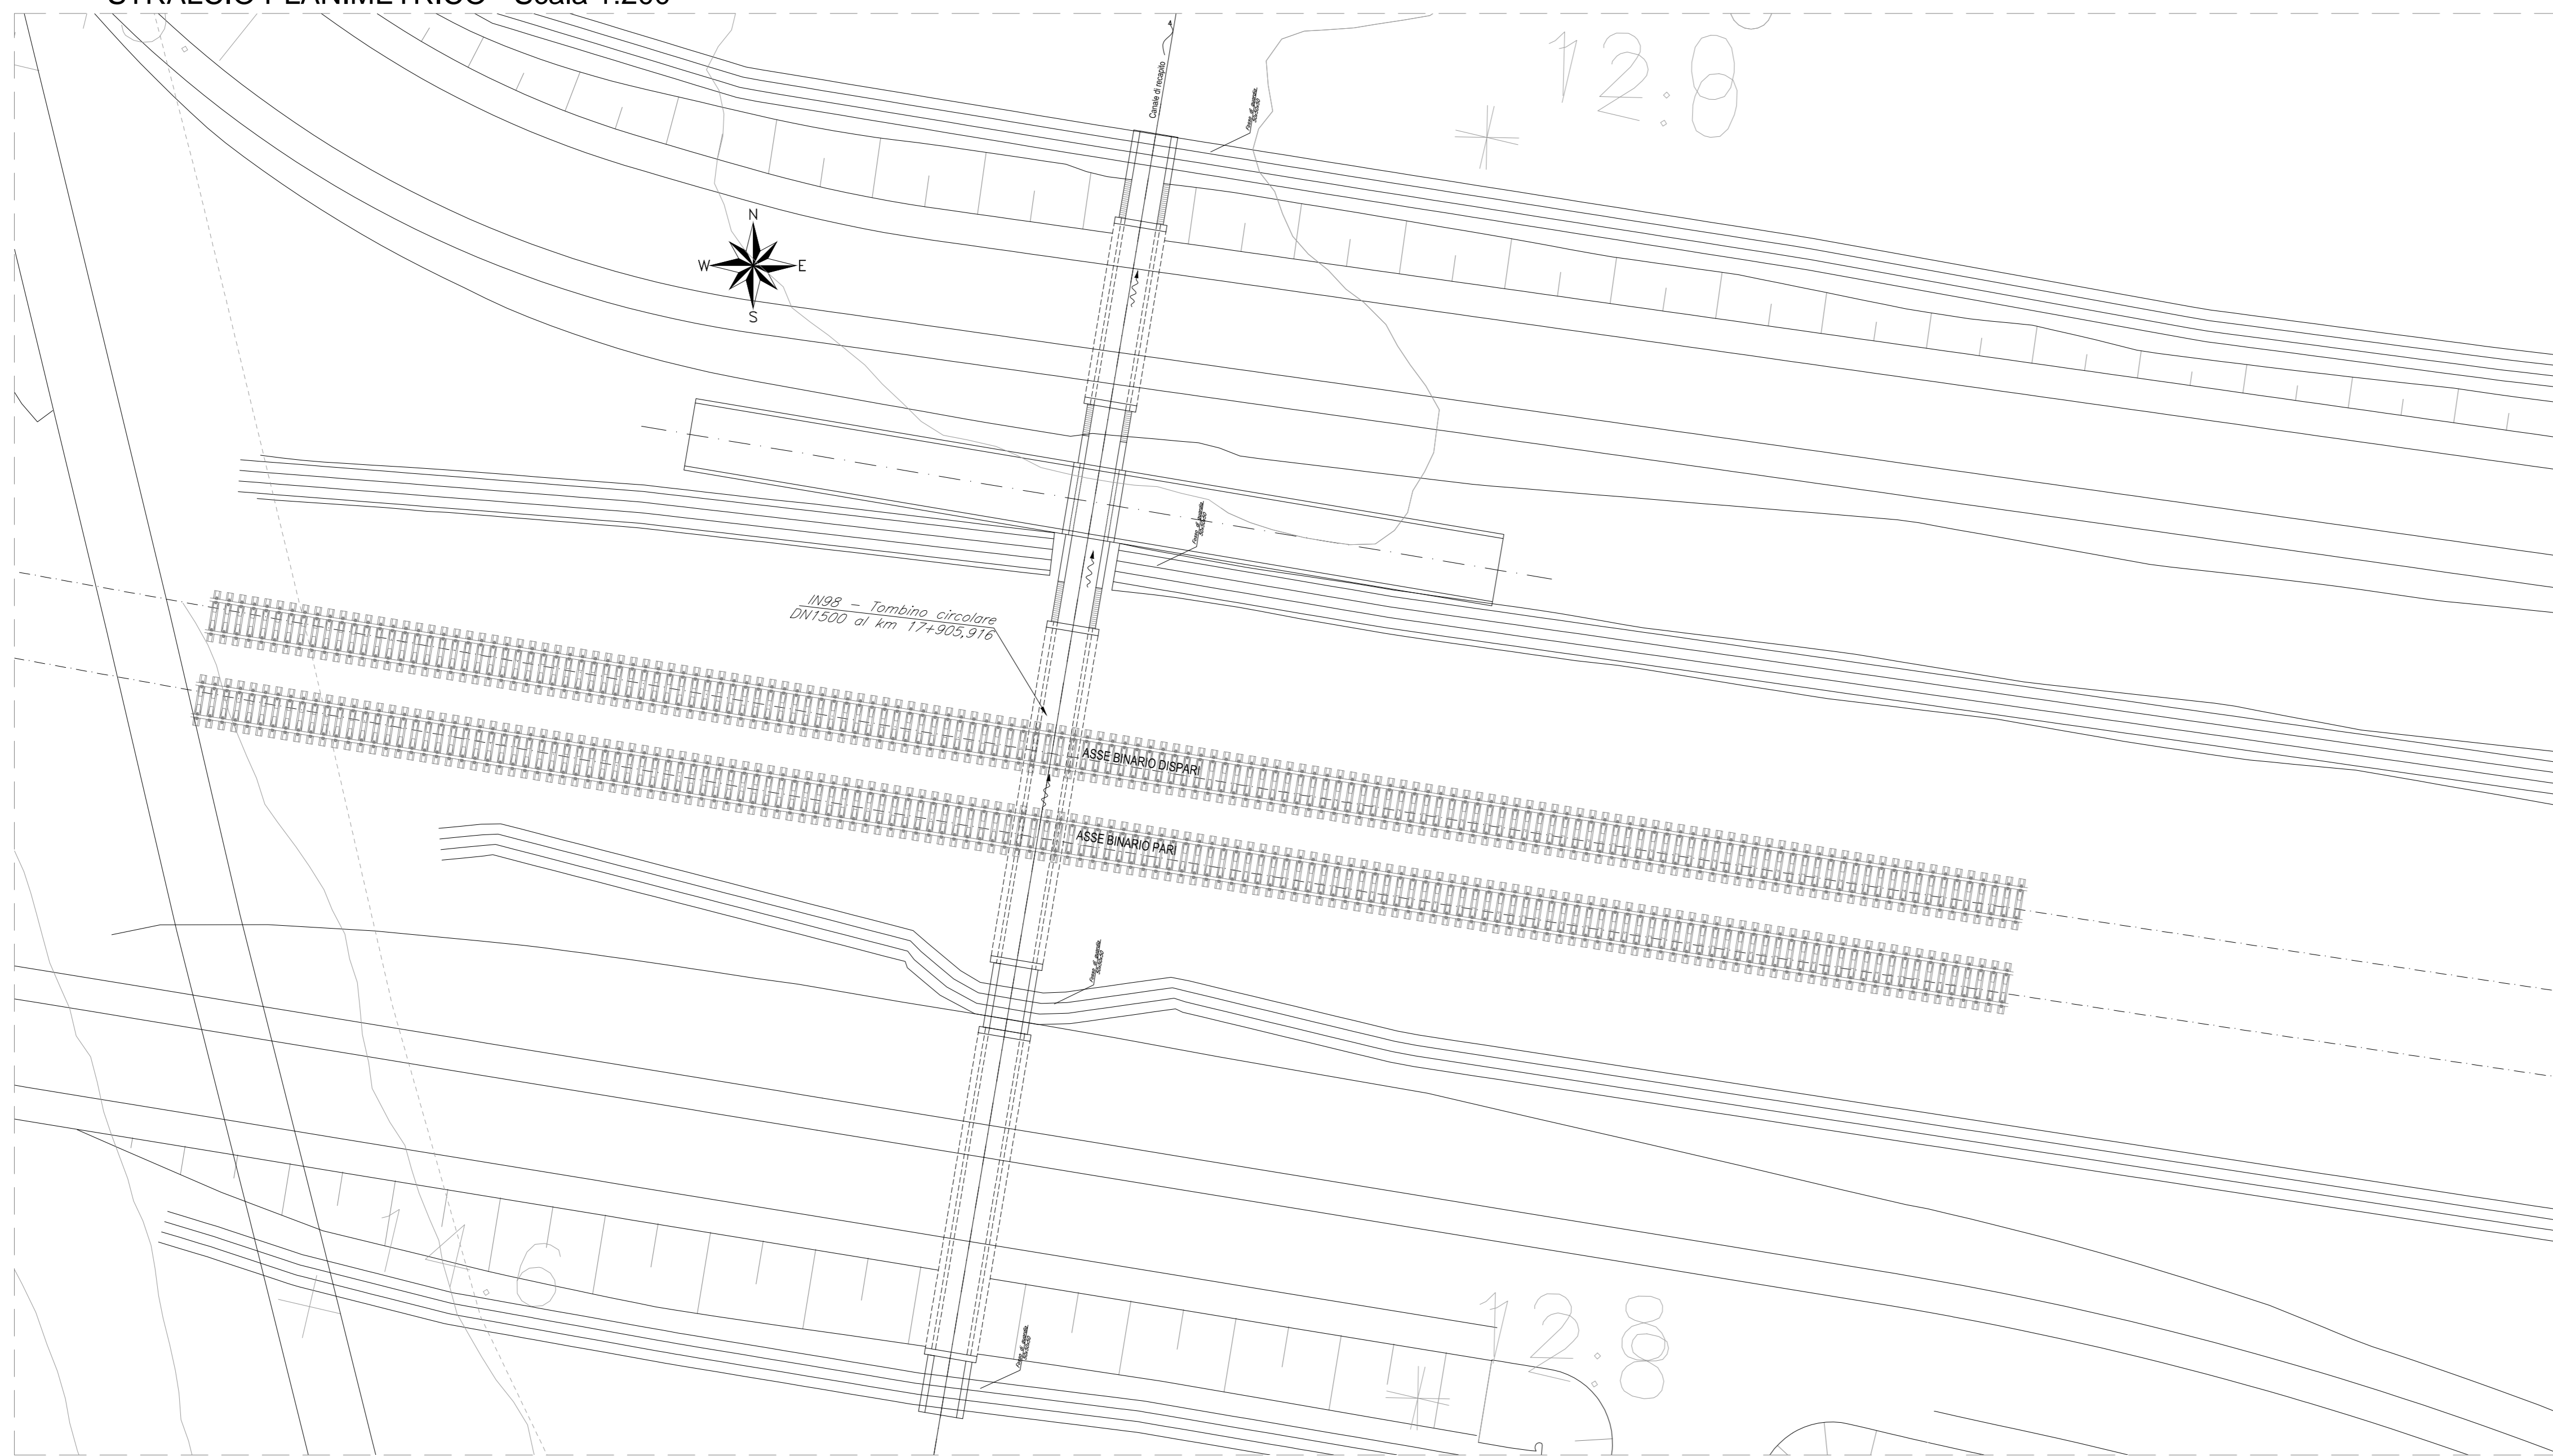 STRALCIO PLANIMETRICO - Scala 1:200
Canale di recapito
12.8
N
W E
S
IN98 - Tombino circolare
DN1500 al km 17+905,916
ASSE BINARIO DISPARI
ASSE BINARIO PARI
11.6
12.8